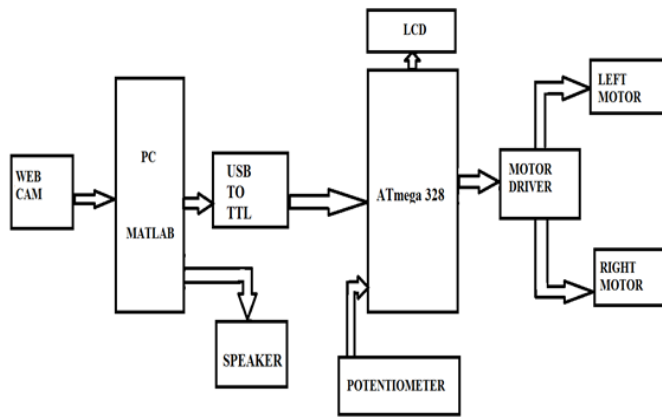 LCD
LEFT
MOTOR
PC
MATLAB
WEB
CAM
USB
TO
TTL
ATmega 328
MOTOR
DRIVER
RIGHT
MOTOR
SPEAKER
POTENTIOMETER